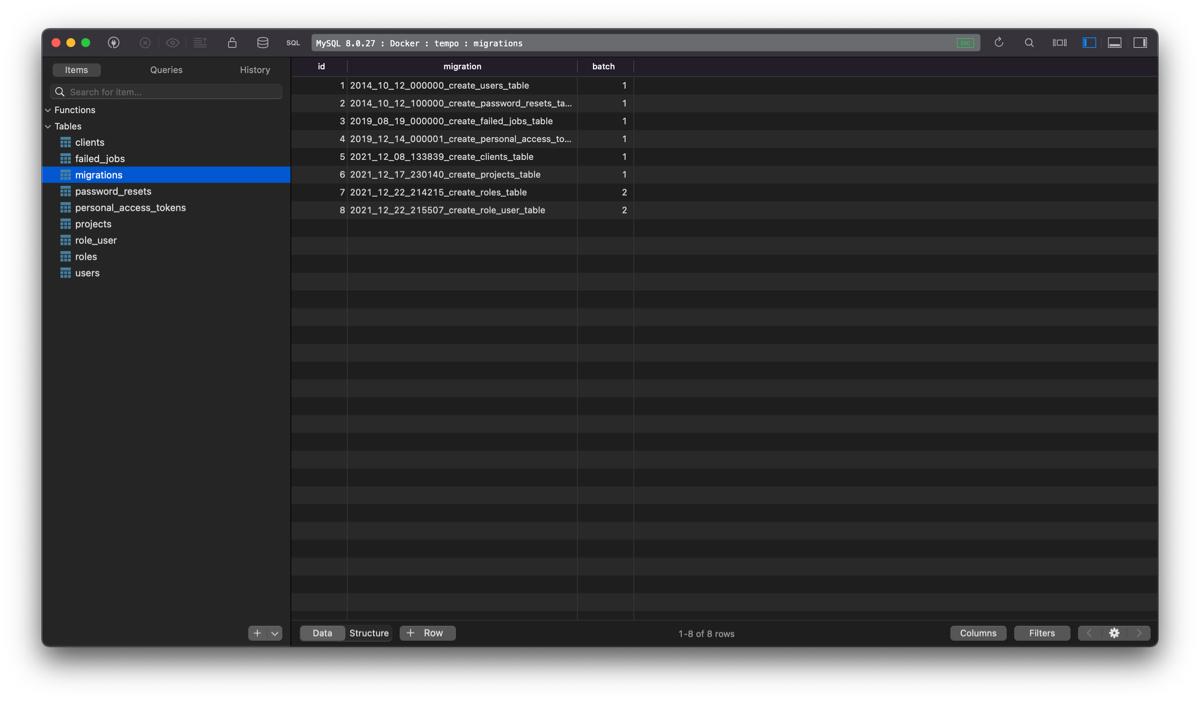 SQL
MySQL 8.0.27 : Docker : tempo : migrations
Items
Queries
History
Search for item...
Functions
Tables
clients
failed_jobs
migrations
password_resets
personal_access_tokens
projects
role_user
roles
users
id migration batch
1 2014_10_12_000000_create_users_table 1
2 2014_10_12_100000_create_password_resets_ta... 1
3 2019_08_19_000000_create_failed_jobs_table 1
4 2019_12_14_000001_create_personal_access_to... 1
5 2021_12_08_133839_create_clients_table 1
6 2021_12_17_230140_create_projects_table 1
7 2021_12_22_214215_create_roles_table 2
8 2021_12_22_215507_create_role_user_table 2
Data
Structure
+ Row
1-8 of 8 rows
Columns
Filters